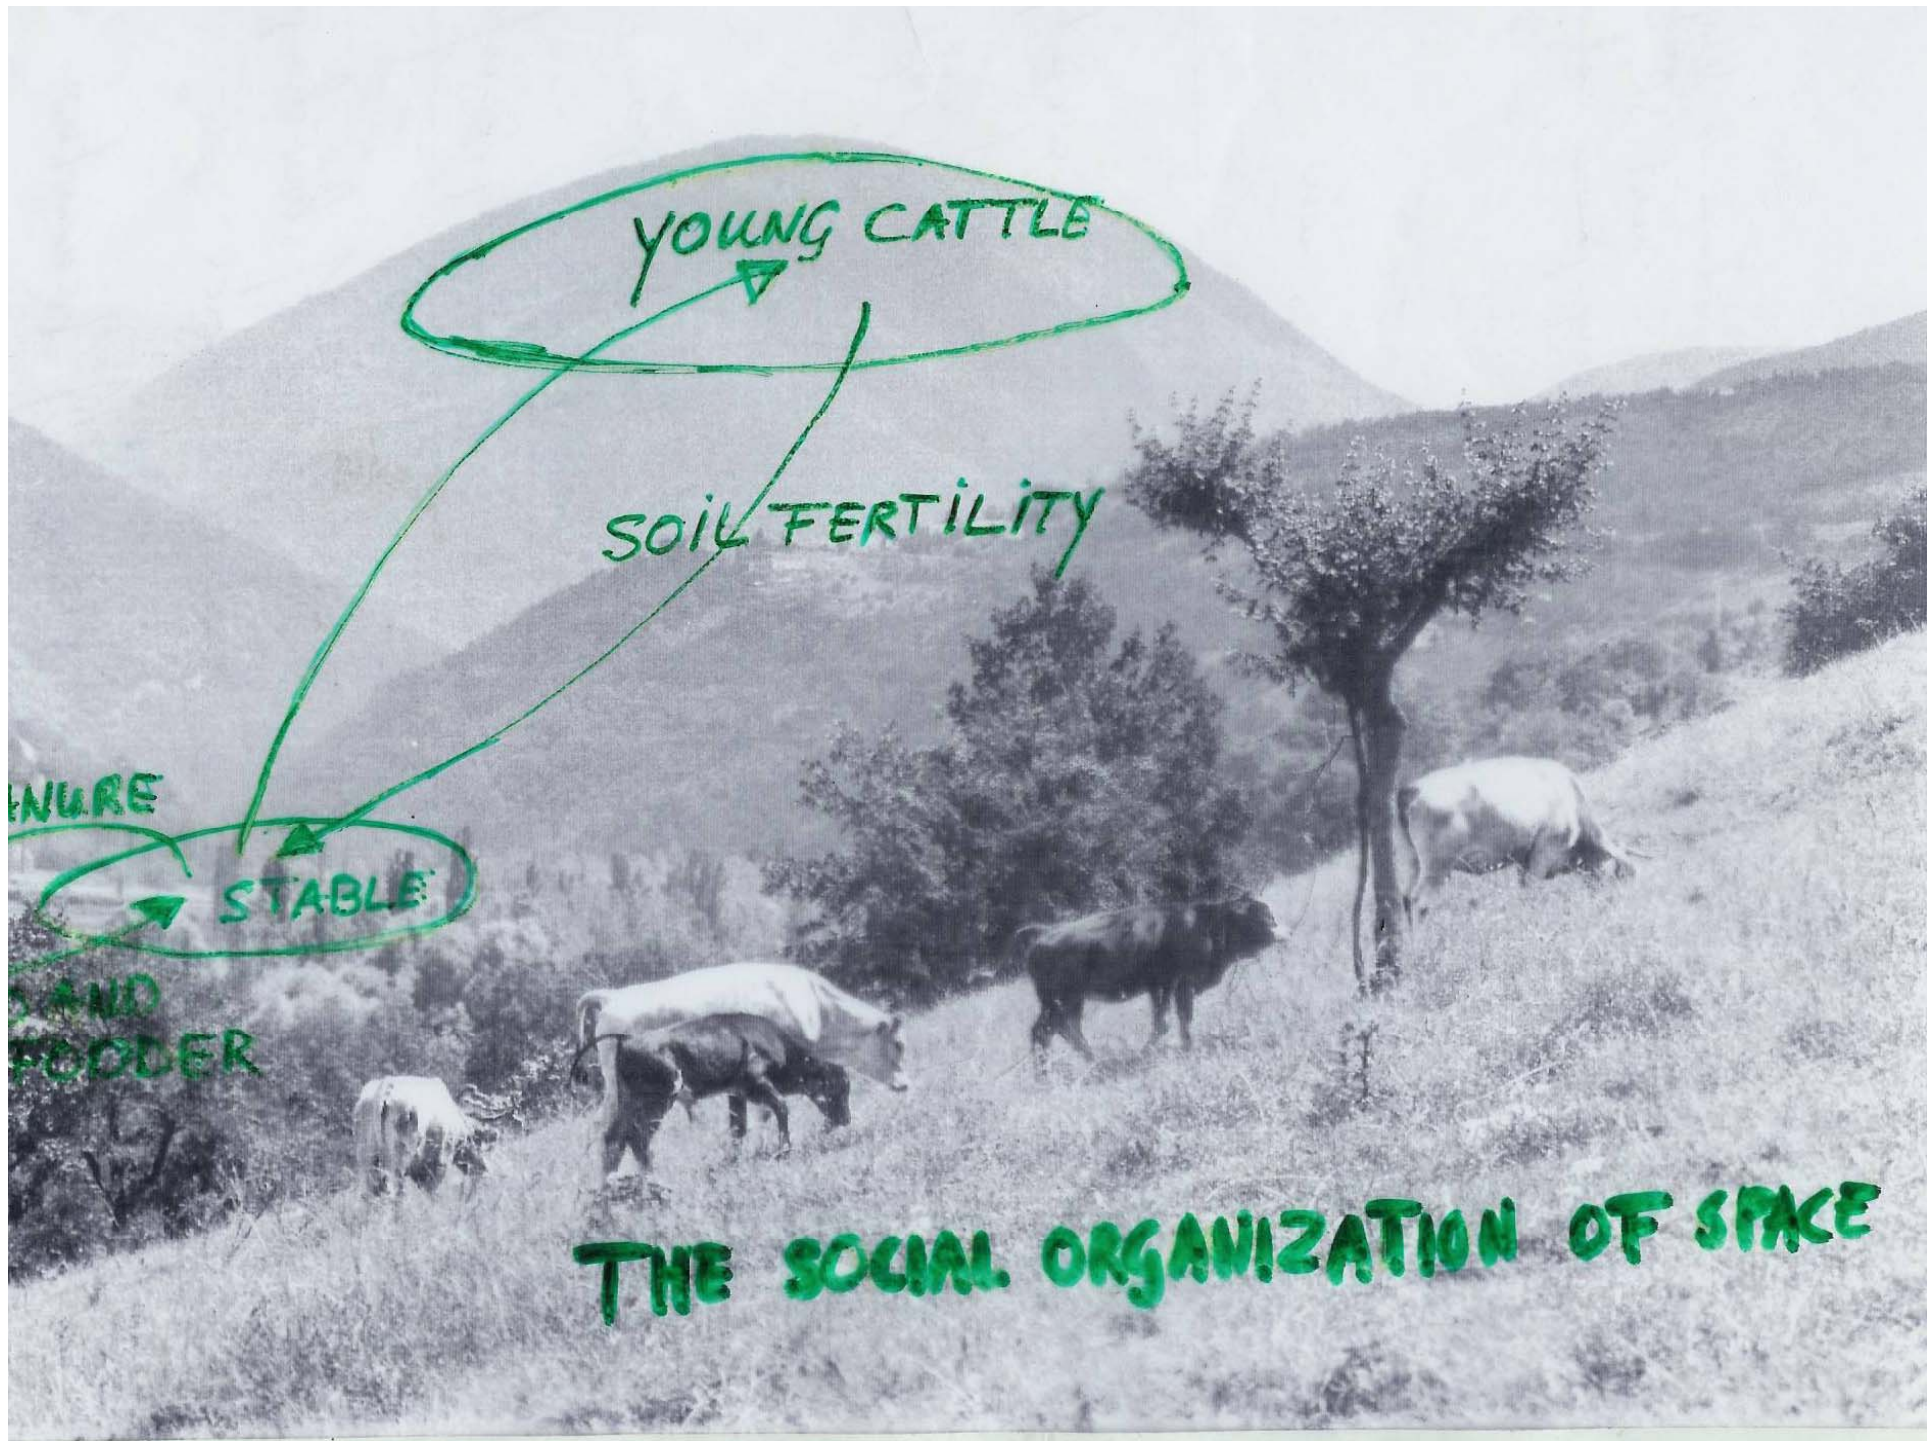 YOUNG CATTLE
SOIL FERTILITY
NURE
STABLE
AND
FODDER
THE SOCIAL ORGANIZATION OF SPACE